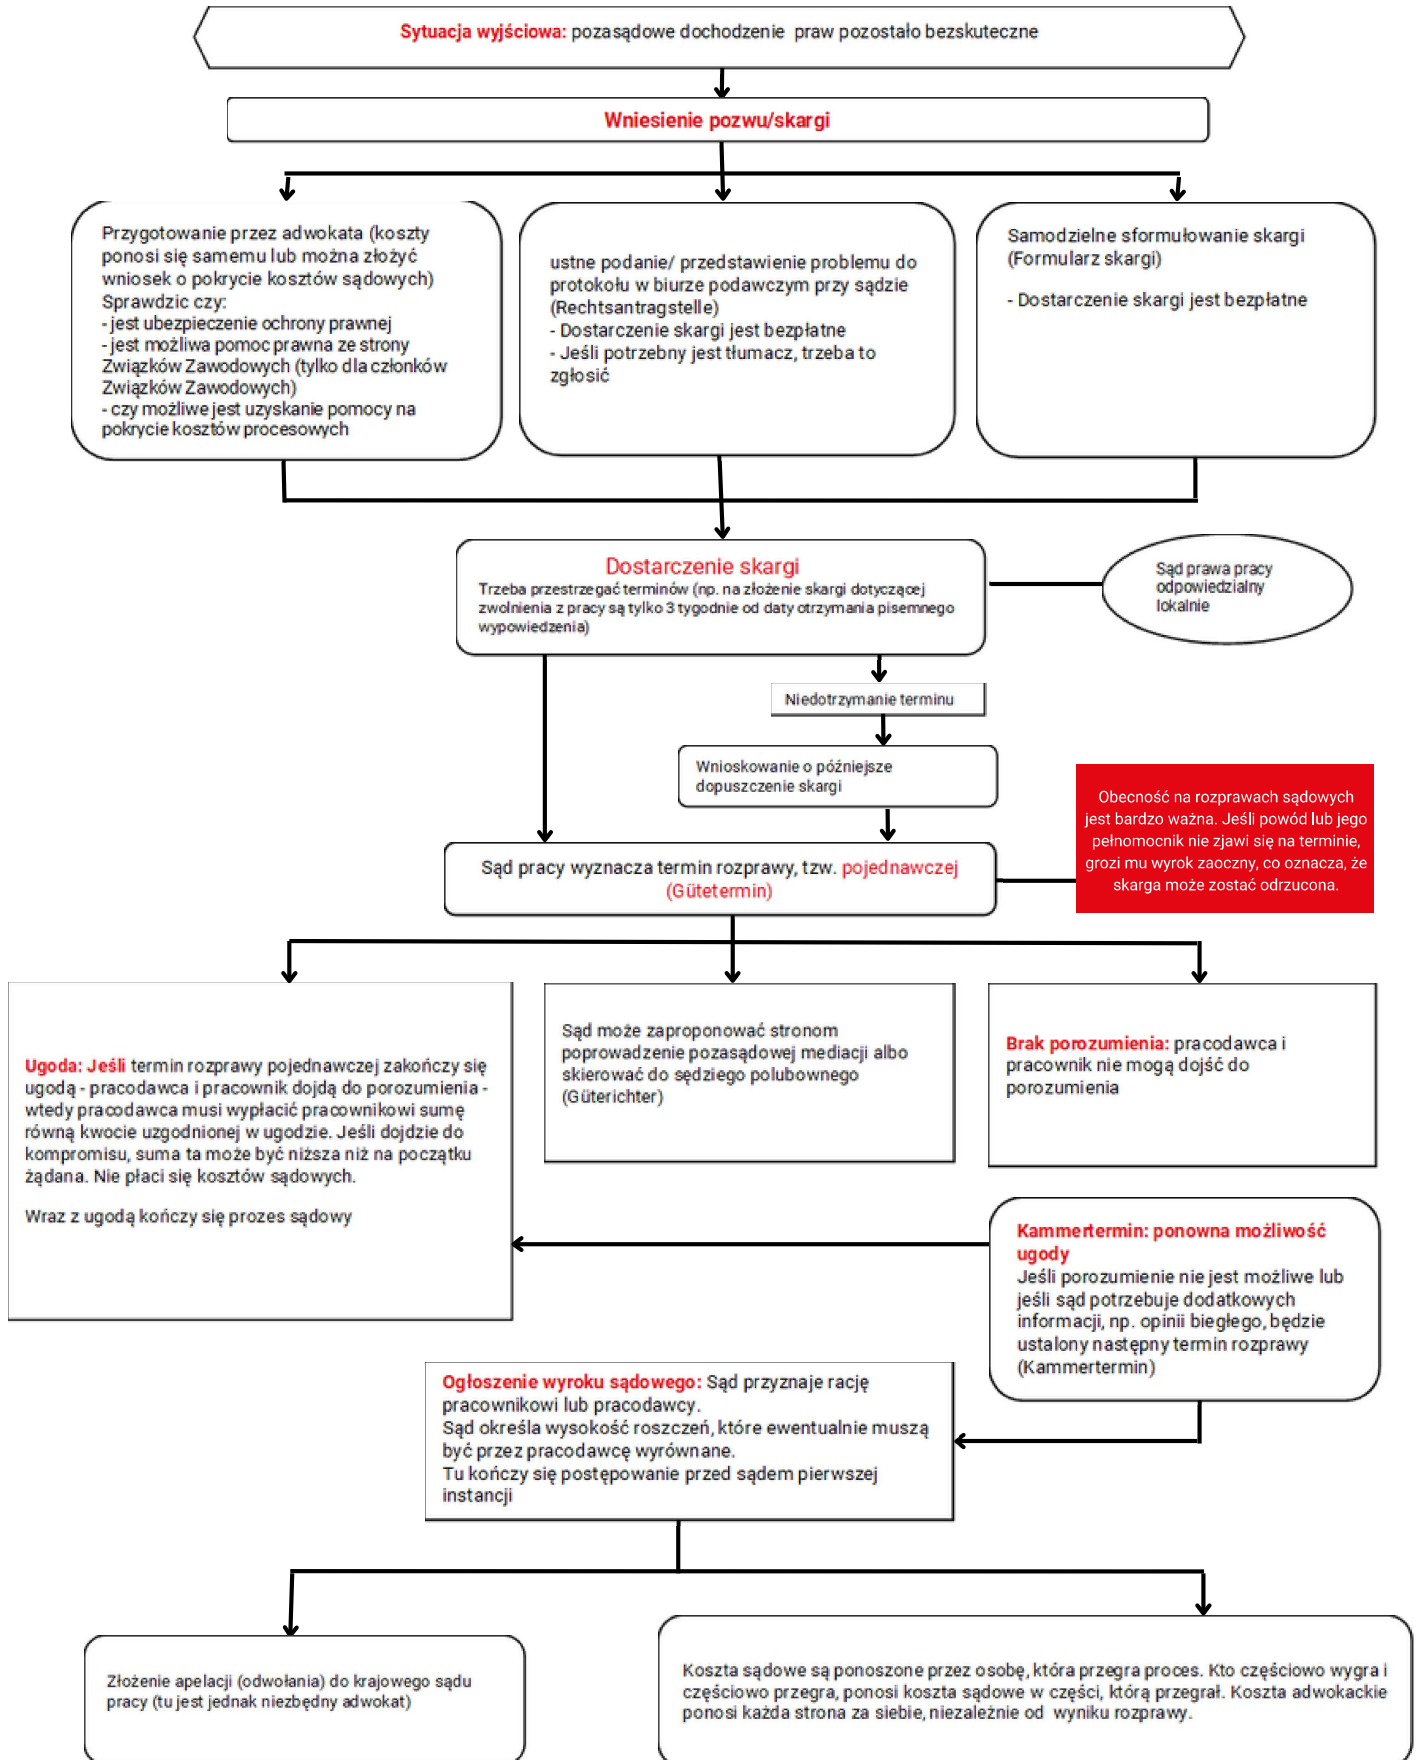 Sytuacja wyjściowa: pozasądowe dochodzenie praw pozostało bezskuteczne
Wniesienie pozwu/skargi
Przygotowanie przez adwokata (koszty
ponosi się samemu lub można złożyć
wniosek o pokrycie kosztów sądowych)
Sprawdzic czy:
- jest ubezpieczenie ochrony prawnej
- jest możliwa pomoc prawna ze strony
Związków Zawodowych (tylko dla członków
Związków Zawodowych)
- czy możliwe jest uzyskanie pomocy na
pokrycie kosztów procesowych
ustne podanie/ przedstawienie problemu do
protokołu w biurze podawczym przy sądzie
(Rechtsantragstelle)
- Dostarczenie skargi jest bezpłatne
- Jeśli potrzebny jest tłumacz, trzeba to
zgłosić
Samodzielne sformułowanie skargi
(Formularz skargi)
- Dostarczenie skargi jest bezpłatne
Dostarczenie skargi
Trzeba przestrzegać terminów (np. na złożenie skargi dotyczącej
zwolnienia z pracy są tylko 3 tygodnie od daty otrzymania pisemnego
wypowiedzenia)
Sąd prawa pracy
odpowiedzialny
lokalnie
Niedotrzymanie terminu
Wnioskowanie o późniejsze
dopuszczenie skargi
Obecność na rozprawach sądowych
jest bardzo ważna. Jeśli powód lub jego
pełnomocnik nie zjawi się na terminie,
grozi mu wyrok zaoczny, co oznacza, że
skarga może zostać odrzucona.
Sąd pracy wyznacza termin rozprawy, tzw. pojednawczej
(Gütetermin)
Ugoda: Jeśli termin rozprawy pojednawczej zakończy się
ugodą - pracodawca i pracownik dojdą do porozumienia -
wtedy pracodawca musi wypłacić pracownikowi sumę
równą kwocie uzgodnionej w ugodzie. Jeśli dojdzie do
kompromisu, suma ta może być niższa niż na początku
żądana. Nie płaci się kosztów sądowych.
Wraz z ugodą kończy się prozes sądowy
Sąd może zaproponować stronom
poprowadzenie pozasądowej mediacji albo
skierować do sędziego polubownego
(Güterichter)
Brak porozumienia: pracodawca i
pracownik nie mogą dojść do
porozumienia
Kammertermin: ponowna możliwość
ugody
Jeśli porozumienie nie jest możliwe lub
jeśli sąd potrzebuje dodatkowych
informacji, np. opinii biegłego, będzie
ustalony następny termin rozprawy
(Kammertermin)
Ogłoszenie wyroku sądowego: Sąd przyznaje rację
pracownikowi lub pracodawcy.
Sąd określa wysokość roszczeń, które ewentualnie muszą
być przez pracodawcę wyrównane.
Tu kończy się postępowanie przed sądem pierwszej
instancji
Złożenie apelacji (odwołania) do krajowego sądu
pracy (tu jest jednak niezbędny adwokat)
Koszta sądowe są ponoszone przez osobę, która przegra proces. Kto częściowo wygra i
częściowo przegra, ponosi koszta sądowe w części, którą przegrał. Koszta adwokackie
ponosi każda strona za siebie, niezależnie od wyniku rozprawy.